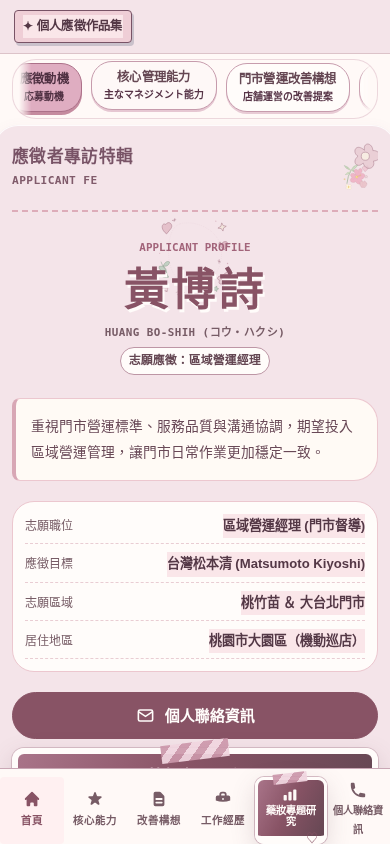 ✦ 個人應徵作品集
應徵動機
応募動機
核心管理能力
主なマネジメント能力
門市營運改善構想
店舗運営の改善提案
應徵者專訪特輯
APPLICANT FE
APPLICANT PROFILE
黃博詩
HUANG BO-SHIH (コウ・ハクシ)
志願應徵：區域營運經理
重視門市營運標準、服務品質與溝通協調，期望投入
區域營運管理，讓門市日常作業更加穩定一致。
志願職位
區域營運經理 (門市督導)
應徵目標
台灣松本清 (Matsumoto Kiyoshi)
志願區域
桃竹苗 ＆ 大台北門市
居住地區
桃園市大園區（機動巡店）
個人聯絡資訊
首頁
核心能力
改善構想
工作經歷
藥妝專題研
究
個人聯絡資
訊